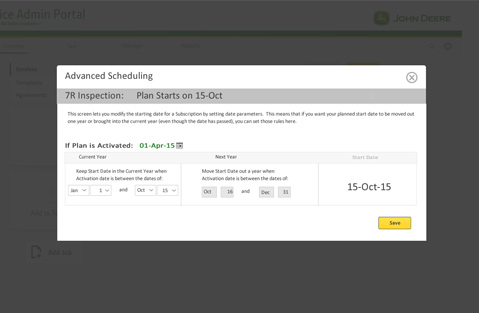 ice Admin Portal
JOHN DEERE
Advanced Scheduling
7R Inspection: Plan Starts on 15-Oct
This screen lets you modify the starting date for a Subscription by setting date parameters. This means that if you want your planned start date to be moved out
one year or brought into the current year (even though the date has passed), you can set those rules here.
If Plan is Activated: 01-Apr-15
Current Year Next Year Start Date
Keep Start Date in the Current Year when
Activation date is between the dates of:
Jan 1 and Oct 15
Move Start Date out a year when
Activation date is between the dates of:
Oct 16 and Dec 31
15-Oct-15
Save